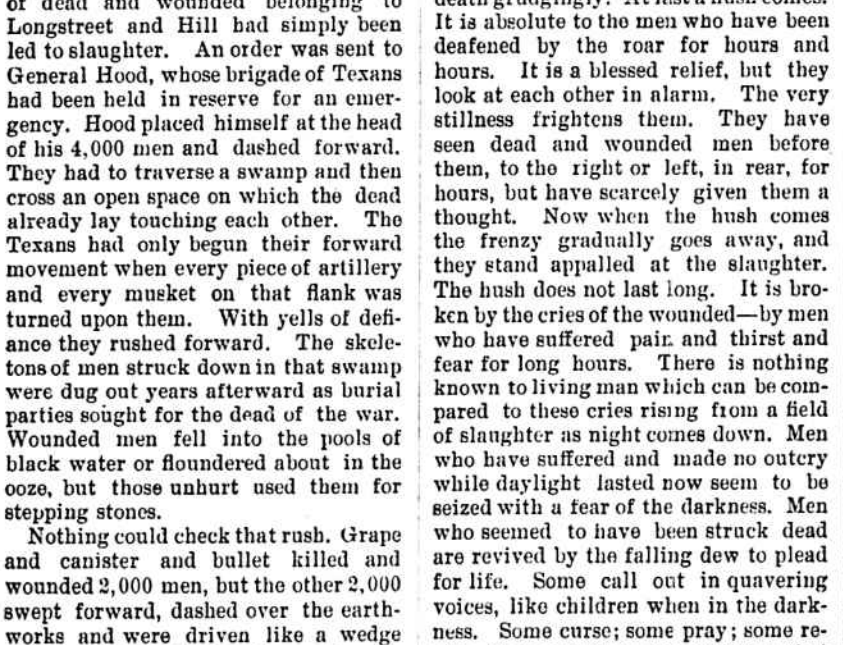 of dead and wounded belonging to
Longstreet and Hill had simply been
led to slaughter. An order was sent to
General Hood, whose brigade of Texans
had been held in reserve for an emer-
gency. Hood placed himself at the head
of his 4,000 men and dashed forward.
They had to traverse a swamp and then
cross an open space on which the dead
already lay touching each other. The
Texans had only begun their forward
movement when every piece of artillery
and every musket on that flank was
turned upon them. With yells of defi-
ance they rushed forward. The skele-
tons of men struck down in that swamp
were dug out years afterward as burial
parties sought for the dead of the war.
Wounded men fell into the pools of
black water or floundered about in the
ooze, but those unhurt used them for
stepping stones.
Nothing could check that rush. Grape
and canister and bullet killed and
wounded 2,000 men, but the other 2,000
swept forward, dashed over the earth-
works and were driven like a wedge
death grudgingly! At last a hush comes.
It is absolute to the men who have been
deafened by the roar for hours and
hours. It is a blessed relief, but they
look at each other in alarm. The very
stillness frightens them. They have
seen dead and wounded men before
them, to the right or left, in rear, for
hours, but have scarcely given them a
thought. Now when the hush comes
the frenzy gradually goes away, and
they stand appalled at the slaughter.
The hush does not last long. It is bro-
ken by the cries of the wounded—by men
who have suffered pain and thirst and
fear for long hours. There is nothing
known to living man which can be com-
pared to these cries rising from a field
of slaughter as night comes down. Men
who have suffered and made no outcry
while daylight lasted now seem to be
seized with a fear of the darkness. Men
who seemed to have been struck dead
are revived by the falling dew to plead
for life. Some call out in quavering
voices, like children when in the dark-
ness. Some curse; some pray; some re-